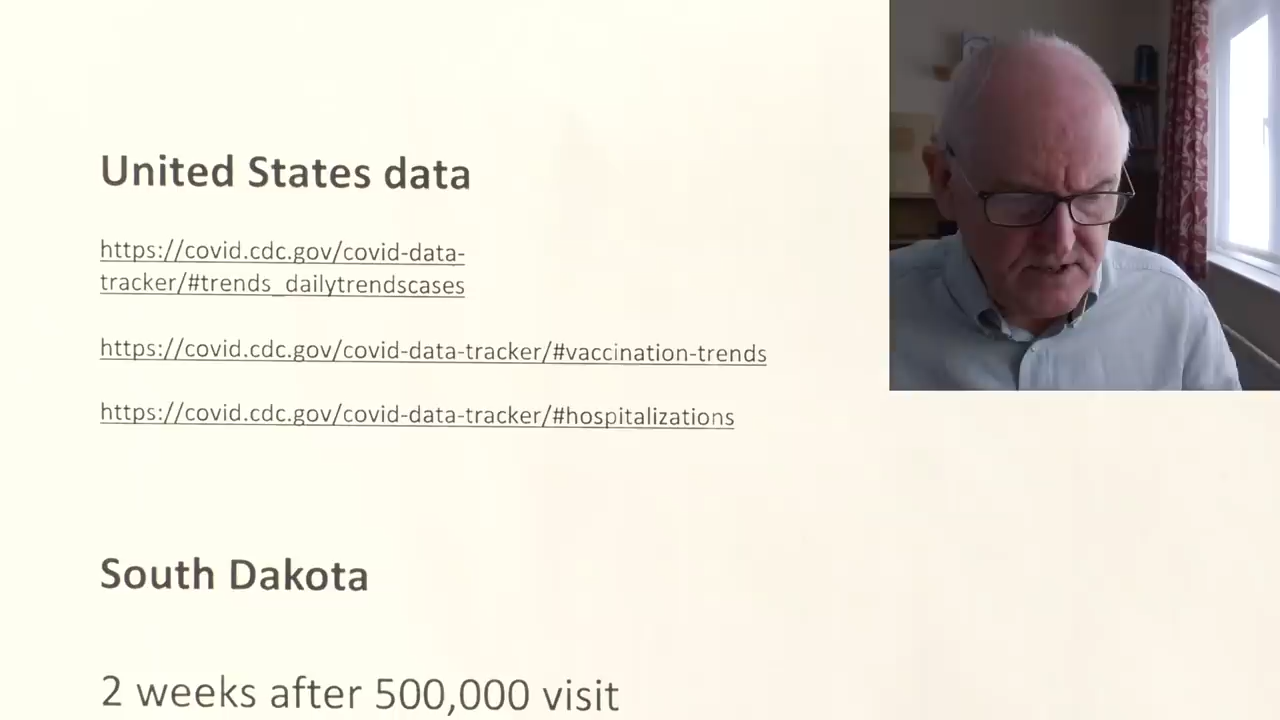 United States data
https://covid.cdc.gov/covid-data-
tracker/#trends_dailytrendscases
https://covid.cdc.gov/covid-data-tracker/#vaccination-trends
https://covid.cdc.gov/covid-data-tracker/#hospitalizations
South Dakota
2 weeks after 500,000 visit